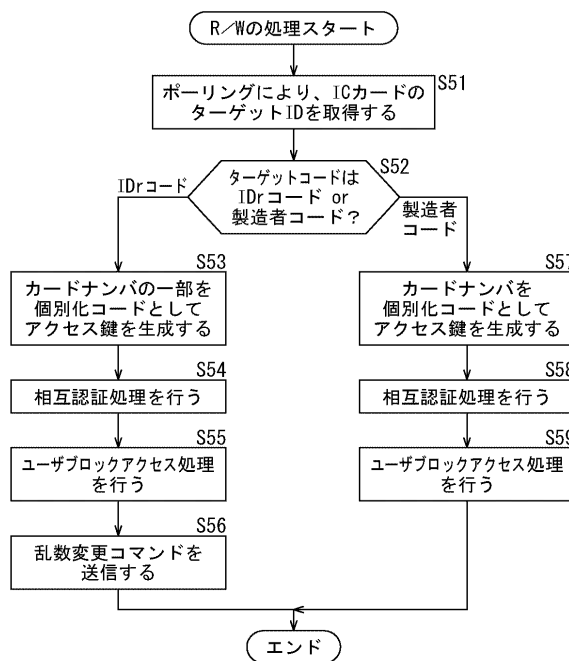 R/Wの処理スタート
S51
ポーリングにより、ICカードの
ターゲットIDを取得する
S52
ターゲットコードは
IDrコード or
製造者コード?
IDrコード
製造者
コード
S53
カードナンバの一部を
個別化コードとして
アクセス鍵を生成する
S54
相互認証処理を行う
S55
ユーザブロックアクセス処理
を行う
S56
乱数変更コマンドを
送信する
S57
カードナンバを
個別化コードとして
アクセス鍵を生成する
S58
相互認証処理を行う
S59
ユーザブロックアクセス処理
を行う
エンド